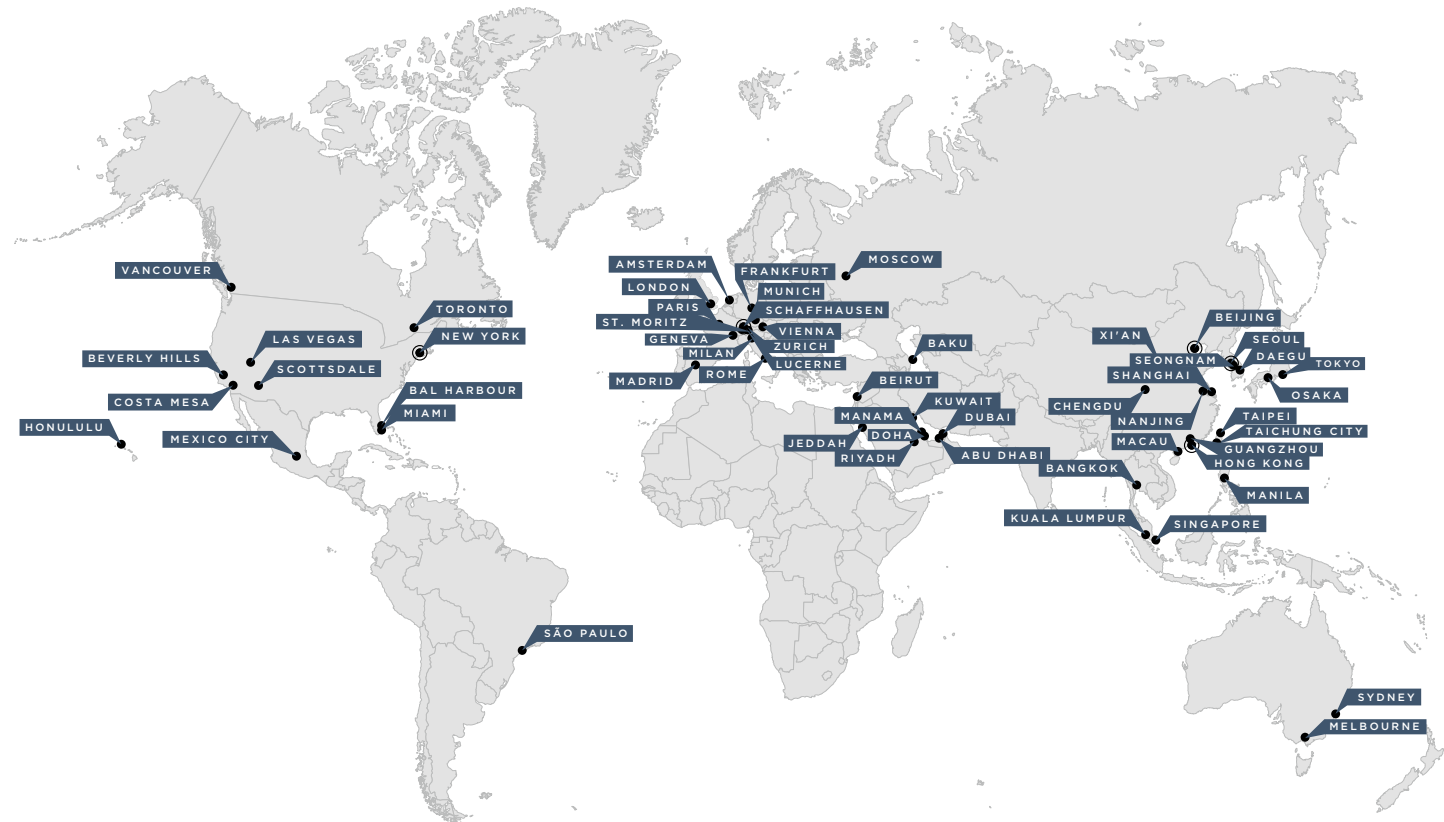 VANCOUVER
TORONTO
NEW YORK
LAS VEGAS
BEVERLY HILLS
SCOTTSDALE
COSTA MESA
BAL HARBOUR
MIAMI
HONULULU
MEXICO CITY
SÃO PAULO
AMSTERDAM
FRANKFURT
MOSCOW
LONDON
MUNICH
PARIS
SCHAFFHAUSEN
ST. MORITZ
VIENNA
GENEVA
ZURICH
MILAN
LUCERNE
ROME
MADRID
BAKU
BEIRUT
KUWAIT
MANAMA
DUBAI
DOHA
JEDDAH
RIYADH
ABU DHABI
BEIJING
XI'AN
SEOUL
SEONGNAM
DAEGU
TOKYO
SHANGHAI
OSAKA
CHENGDU
NANJING
TAIPEI
TAICHUNG CITY
MACAU
GUANGZHOU
HONG KONG
BANGKOK
MANILA
KUALA LUMPUR
SINGAPORE
SYDNEY
MELBOURNE